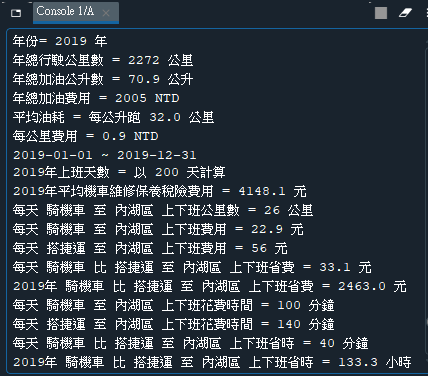 Console 1/A
年份= 2019 年
年總行駛公里數 = 2272 公里
年總加油公升數 = 70.9 公升
年總加油費用 = 2005 NTD
平均油耗 = 每公升跑 32.0 公里
每公里費用 = 0.9 NTD
2019-01-01 ~ 2019-12-31
2019年上班天數 = 以 200 天計算
2019年平均機車維修保養稅險費用 = 4148.1 元
每天 騎機車 至 內湖區 上下班公里數 = 26 公里
每天 騎機車 至 內湖區 上下班費用 = 22.9 元
每天 搭捷運 至 內湖區 上下班費用 = 56 元
每天 騎機車 比 搭捷運 至 內湖區 上下班省費 = 33.1 元
2019年 騎機車 比 搭捷運 至 內湖區 上下班省費 = 2463.0 元
每天 騎機車 至 內湖區 上下班花費時間 = 100 分鐘
每天 搭捷運 至 內湖區 上下班花費時間 = 140 分鐘
每天 騎機車 比 搭捷運 至 內湖區 上下班省時 = 40 分鐘
2019年 騎機車 比 搭捷運 至 內湖區 上下班省時 = 133.3 小時